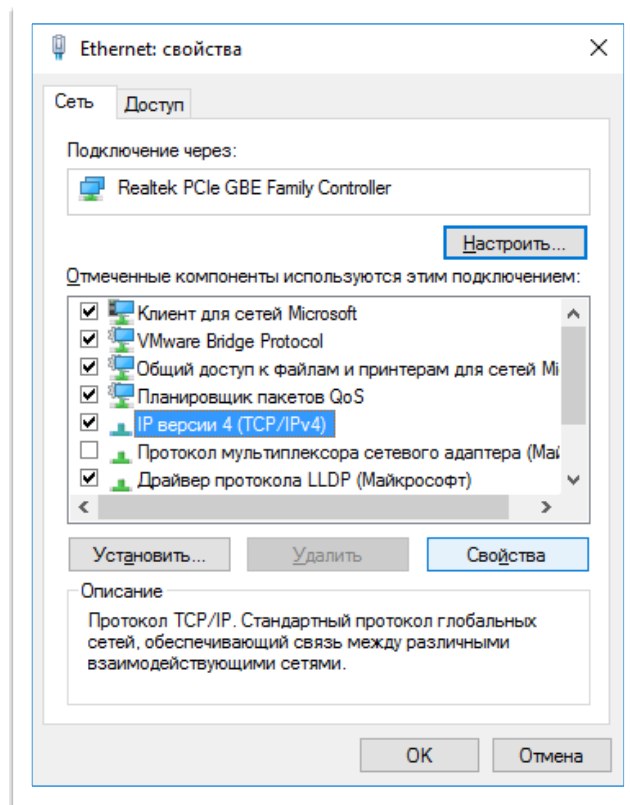 Ethernet: свойства
Сеть
Доступ
Подключение через:
Realtek PCIe GBE Family Controller
Настроить...
Отмеченные компоненты используются этим подключением:
Клиент для сетей Microsoft
VMware Bridge Protocol
Общий доступ к файлам и принтерам для сетей Mi
Планировщик пакетов QoS
IP версии 4 (TCP/IPv4)
Протокол мультиплексора сетевого адаптера (Май
Драйвер протокола LLDP (Майкрософт)
Установить...
Удалить
Свойства
Описание
Протокол TCP/IP. Стандартный протокол глобальных
сетей, обеспечивающий связь между различными
взаимодействующими сетями.
OK
Отмена